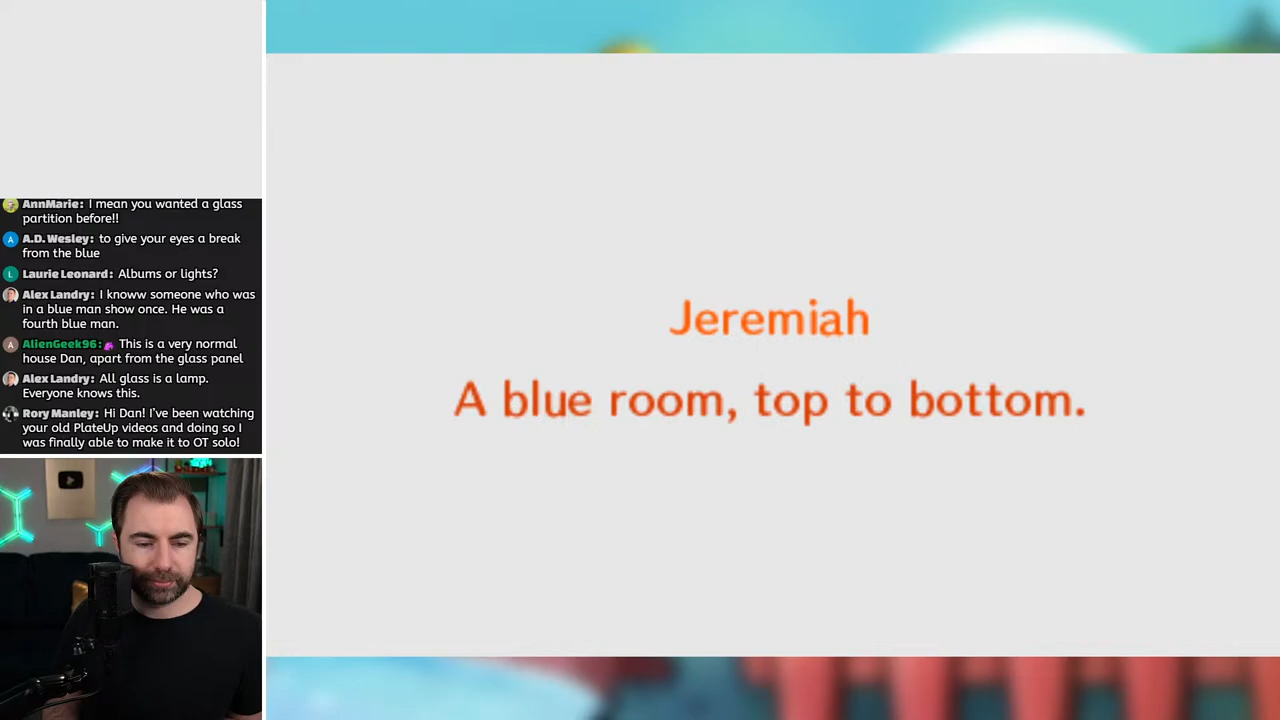 AnnMarie: I mean you wanted a glass
partition before!!
A.D. Wesley: to give your eyes a break
from the blue
Laurie Leonard: Albums or lights?
Alex Landry: I knoww someone who was
in a blue man show once. He was a
fourth blue man.
AlienGeek96: This is a very normal
house Dan, apart from the glass panel
Alex Landry: All glass is a lamp.
Everyone knows this.
Rory Manley: Hi Dan! I've been watching
your old PlateUp videos and doing so I
was finally able to make it to OT solo!
Jeremiah
A blue room, top to bottom.